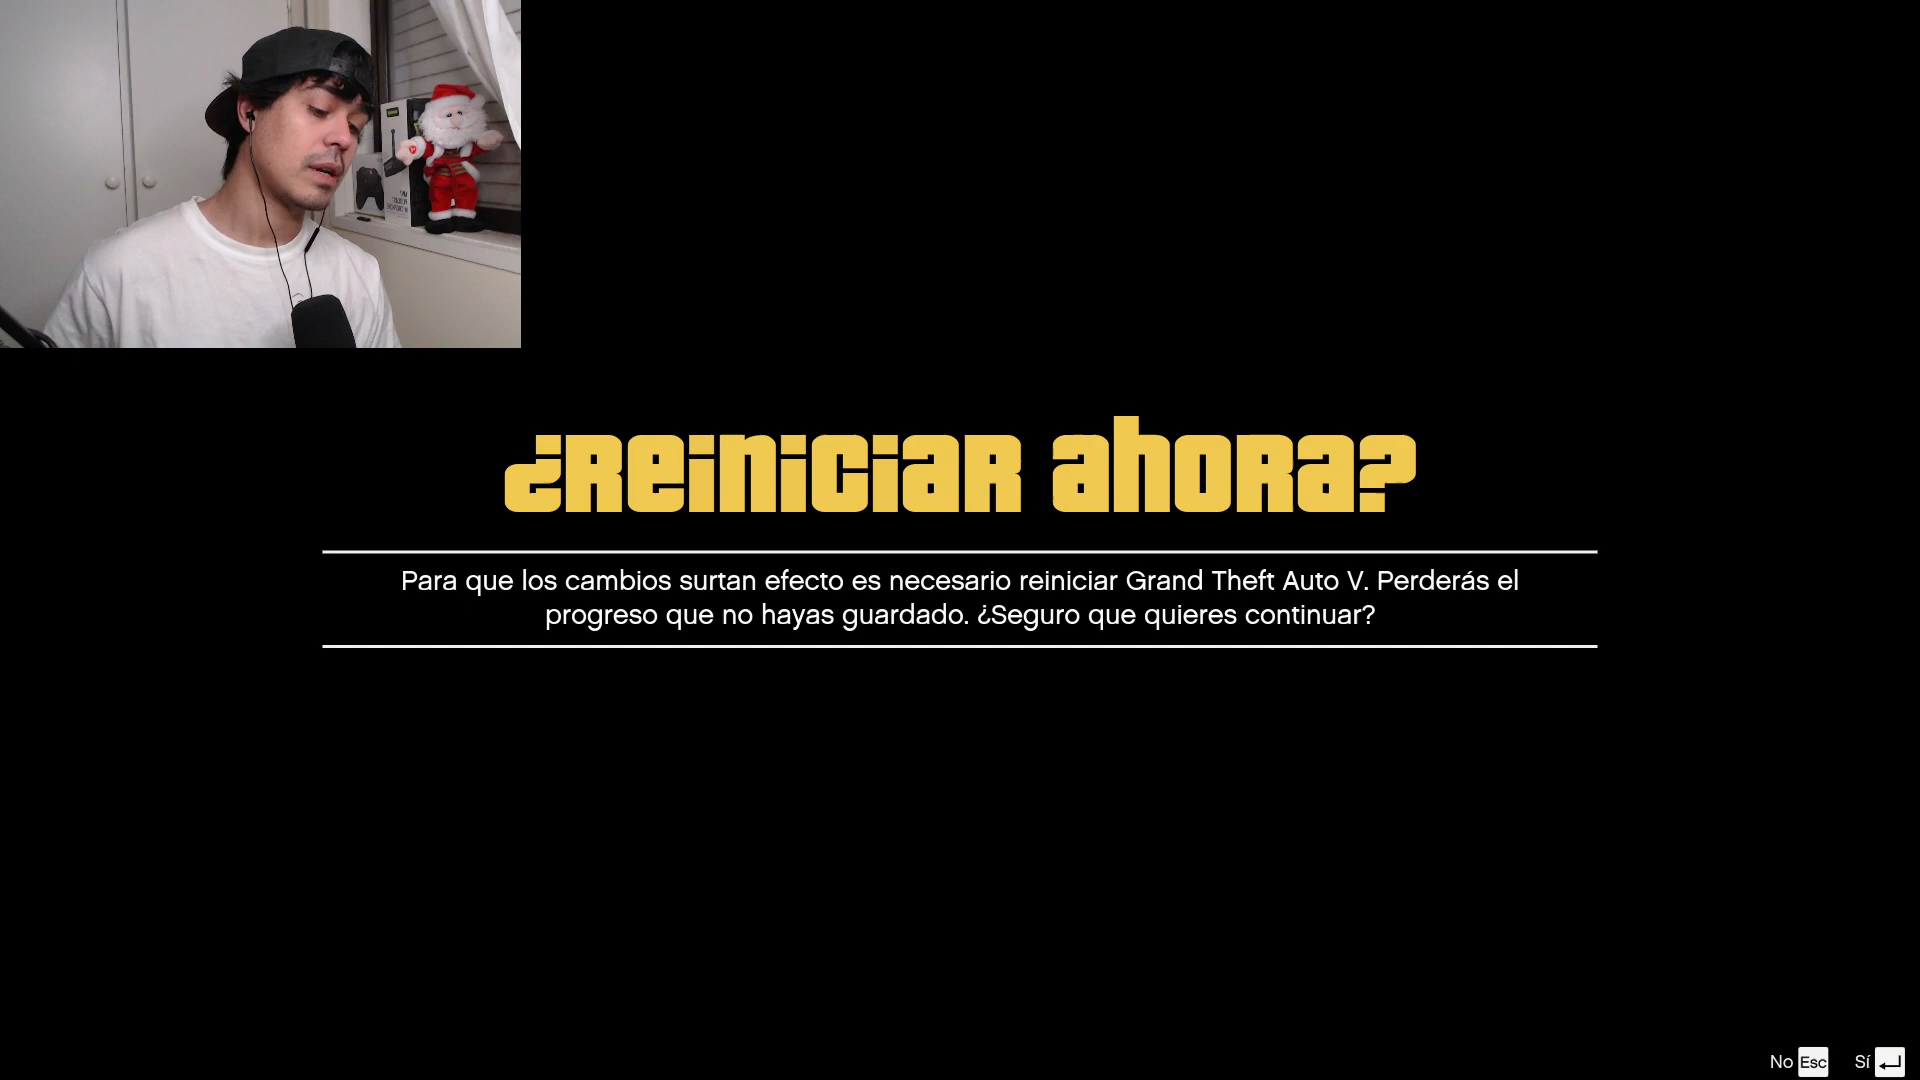 ¿Reiniciar ahora?
Para que los cambios surtan efecto es necesario reiniciar Grand Theft Auto V. Perderás el
progreso que no hayas guardado. ¿Seguro que quieres continuar?
No Esc Sí